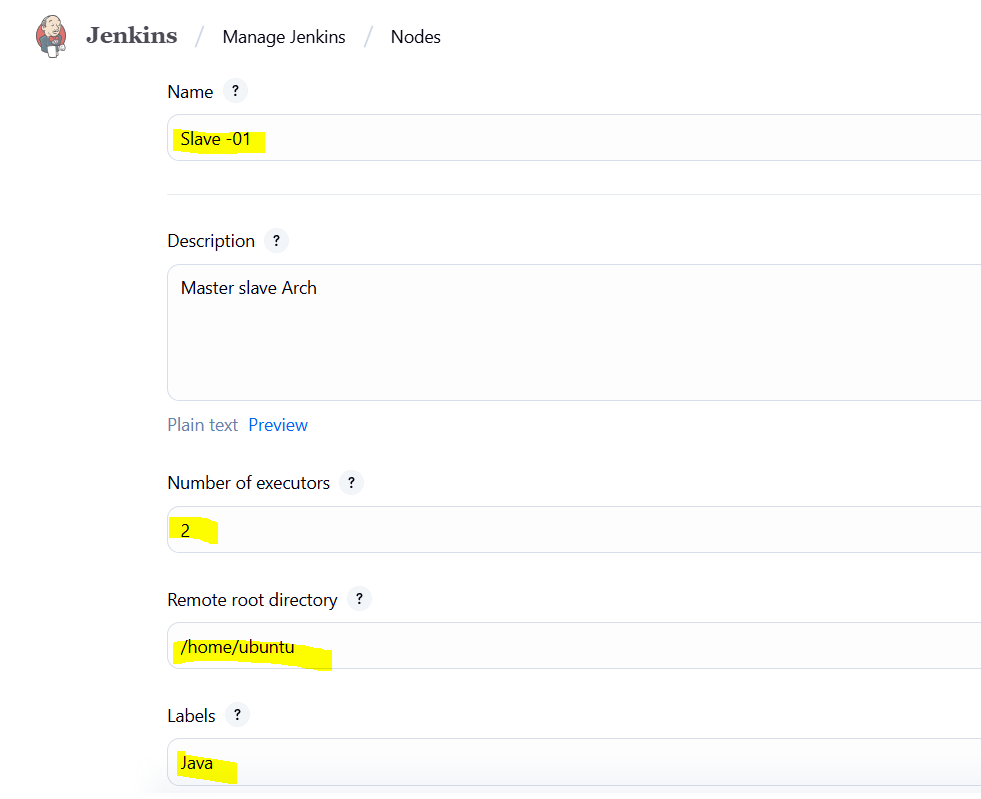 Jenkins / Manage Jenkins / Nodes
Name ?
Slave -01
Description ?
Master slave Arch
Plain text Preview
Number of executors ?
2
Remote root directory ?
/home/ubuntu
Labels ?
Java